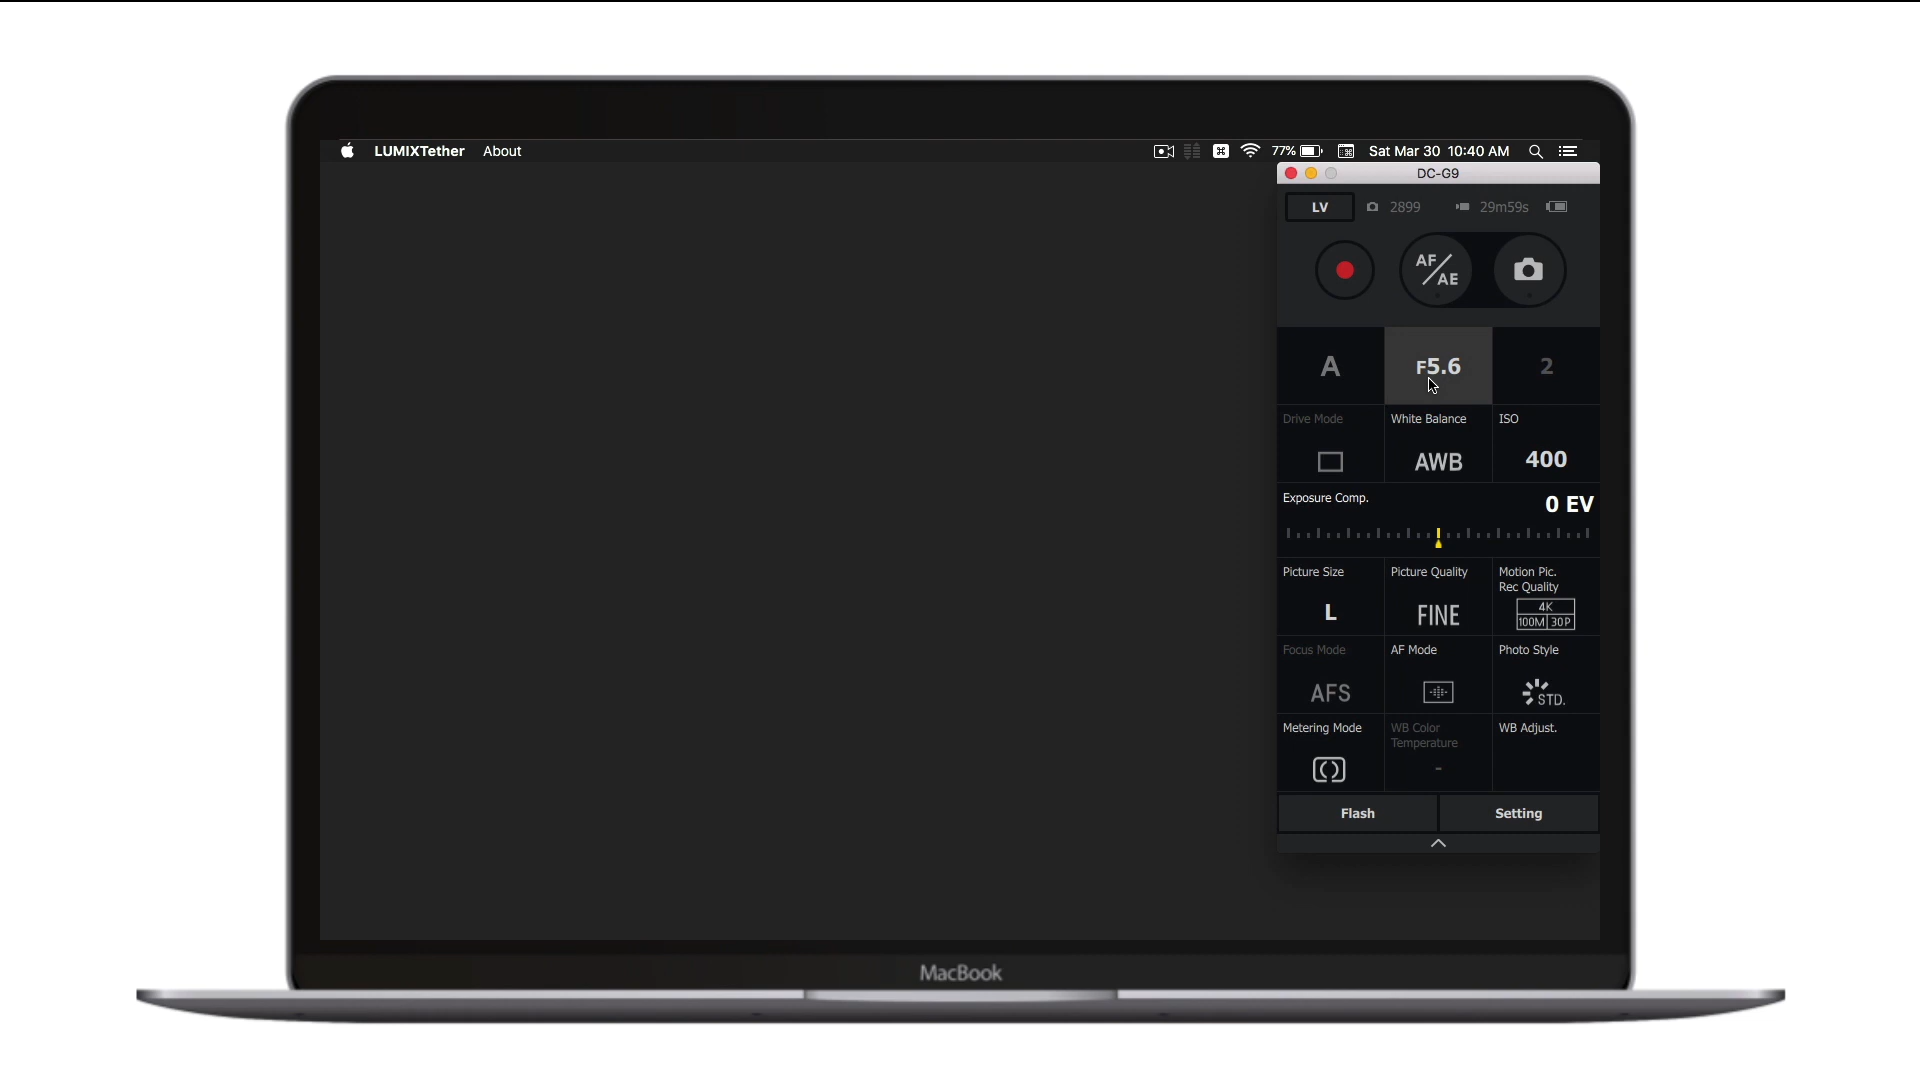 LUMIXTether About 77% Sat Mar 30 10:40 AM
DC-G9
LV 2899 29m59s
AF/AE
A F5.6 2
Drive Mode White Balance ISO
AWB 400
Exposure Comp. 0 EV
Picture Size Picture Quality Motion Pic.
Rec Quality
L FINE 4K
100M 30P
Focus Mode AF Mode Photo Style
AFS STD.
Metering Mode WB Color WB Adjust.
Temperature
-
Flash Setting
MacBook